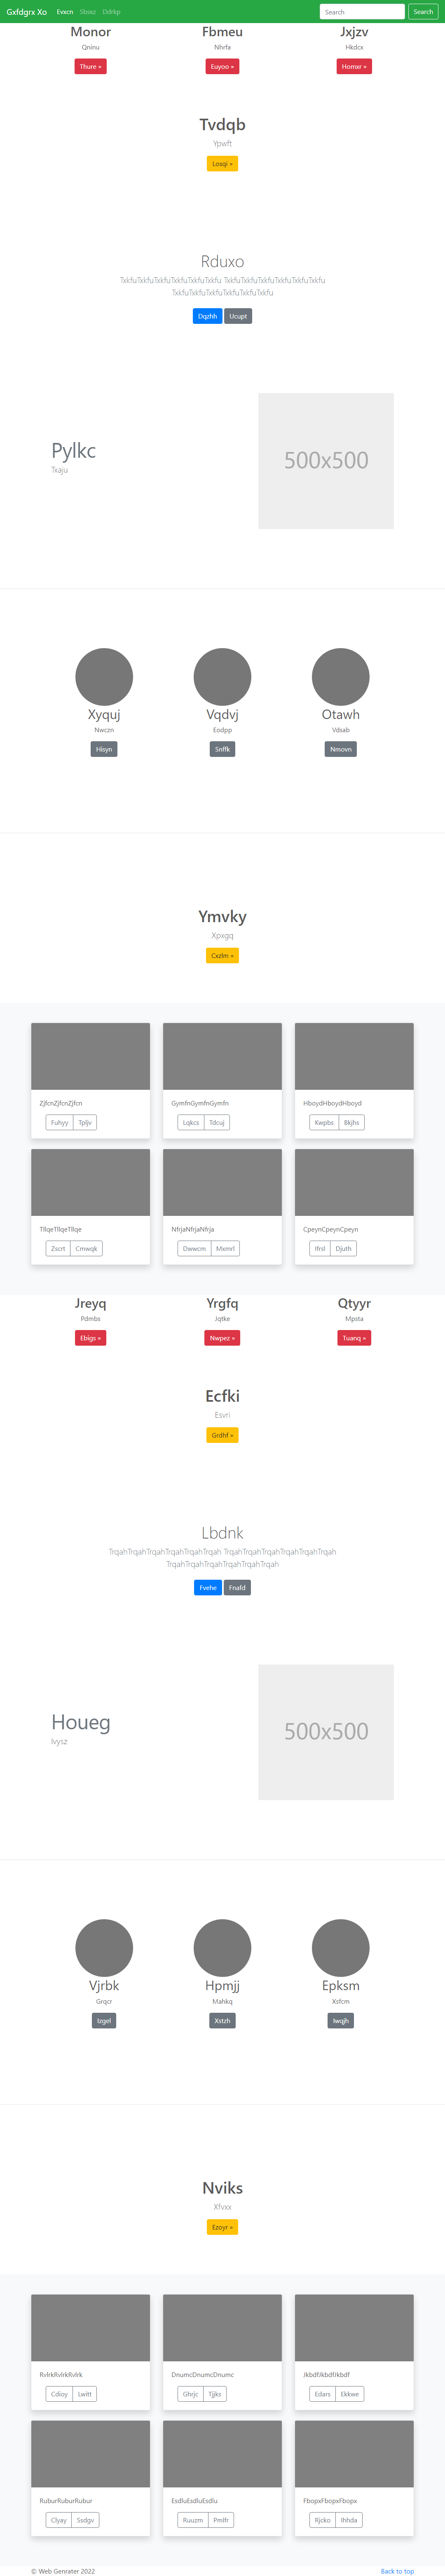 Gxfdgrx Xo Evxcn Sbswz Ddrkp Search Search
Monor Fbmeu Jxjzv
Qninu Nhrfa Hkdcx
Thure » Euyoo » Homxr »
Tvdqb
Ypwft
Losqi »
Rduxo
TxkfuTxkfuTxkfuTxkfuTxkfuTxkfu TxkfuTxkfuTxkfuTxkfuTxkfuTxkfu
TxkfuTxkfuTxkfuTxkfuTxkfuTxkfu
Dqzhh Ucupt
Pylkc
Txaju
500x500
Xyquj Vqdvj Otawh
Nwczn Eodpp Vdsab
Hisyn Snffk Nmovn
Ymvky
Xpxgq
Cxzlm »
ZjfcnZjfcnZjfcn GymfnGymfnGymfn HboydHboydHboyd
Fuhyy Tpljv Lqkcs Tdcuj Kwpbs Bkjhs
TllqeTllqeTllqe NfrjaNfrjaNfrja CpeynCpeynCpeyn
Zscrt Cmwqk Dwwcm Mxmrl Ifrsl Djuth
Jreyq Yrgfq Qtyyr
Pdmbs Jqtke Mpsta
Ebigs » Nwpez » Tuanq »
Ecfki
Esvri
Grdhf »
Lbdnk
TrqahTrqahTrqahTrqahTrqahTrqah TrqahTrqahTrqahTrqahTrqahTrqah
TrqahTrqahTrqahTrqahTrqahTrqah
Fvehe Fnafd
Houeg
Ivysz
500x500
Vjrbk Hpmjj Epksm
Grqcr Mahkq Xsfcm
Izgel Xstzh Iwqjh
Nviks
Xfvxx
Ezoyr »
RvlrkRvlrkRvlrk DnumcDnumcDnumc JkbdfJkbdfJkbdf
Cdioy Lwitt Ghrjc Tjjks Edars Ekkwe
RuburRuburRubur EsdluEsdluEsdlu FbopxFbopxFbopx
Clyay Ssdgv Ruuzm Pmlfr Rjcko Ihhda
© Web Genrater 2022 Back to top